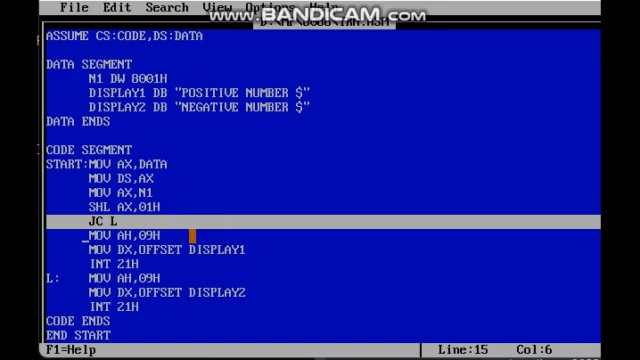 File Edit Search View Options Help
www.BANDICAM.com
ASSUME CS:CODE,DS:DATA
DATA SEGMENT
N1 DW 8001H
DISPLAY1 DB "POSITIVE NUMBER $"
DISPLAY2 DB "NEGATIVE NUMBER $"
DATA ENDS
CODE SEGMENT
START:MOV AX,DATA
MOV DS,AX
MOV AX,N1
SHL AX,01H
JC L
MOV AH,09H
MOV DX,OFFSET DISPLAY1
INT 21H
L: MOV AH,09H
MOV DX,OFFSET DISPLAY2
INT 21H
CODE ENDS
END START
F1=Help Line:15 Col:6